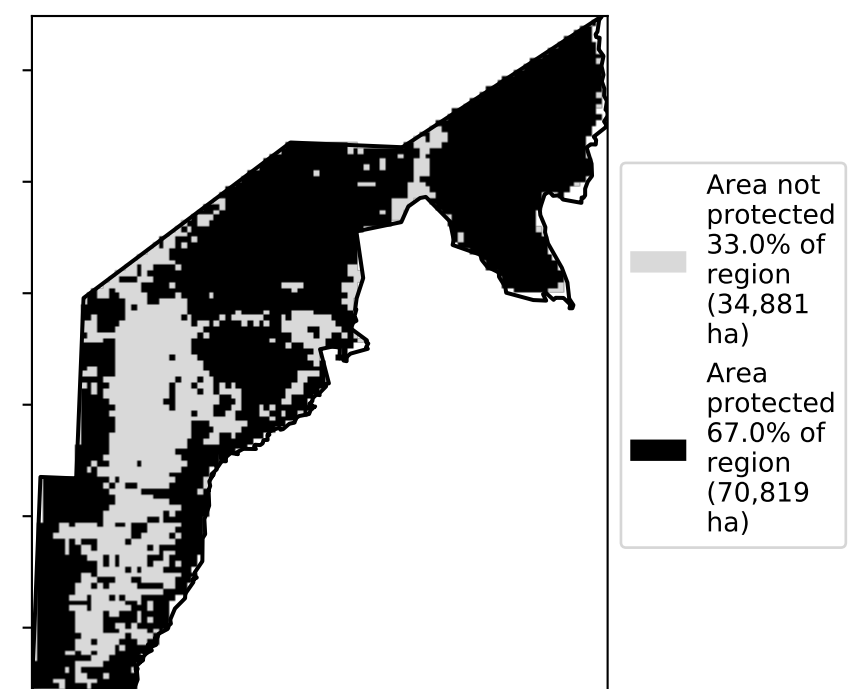 Area not
protected
33.0% of
region
(34,881
ha)
Area
protected
67.0% of
region
(70,819
ha)